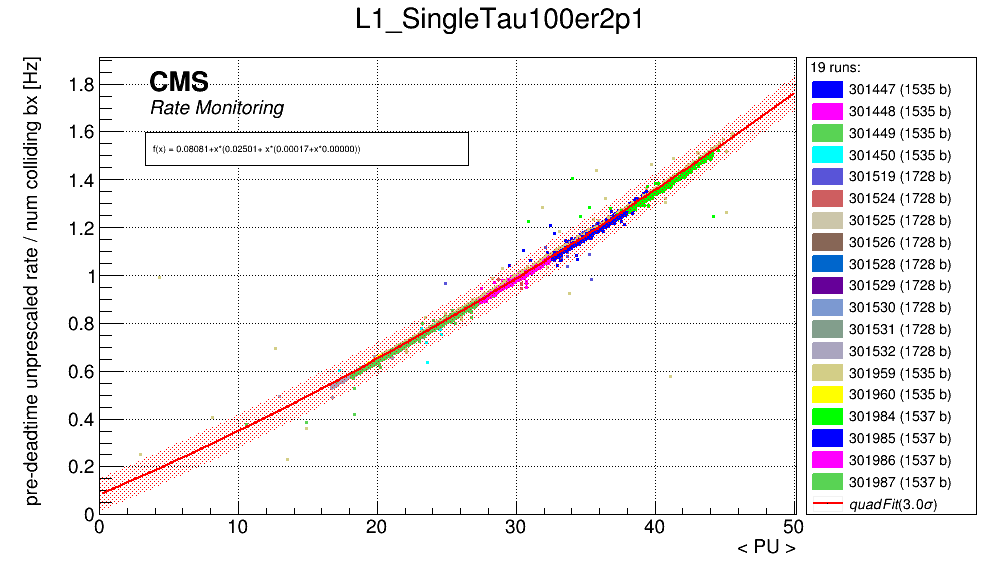 L1_SingleTau100er2p1
pre-deadtime unprescaled rate / num colliding bx [Hz]
CMS
Rate Monitoring
f(x) = 0.08081+x*(0.02501+ x*(0.00017+x*0.00000))
1.8
1.6
1.4
1.2
1
0.8
0.6
0.4
0.2
0
0 10 20 30 40 50
< PU >
19 runs:
301447 (1535 b)
301448 (1535 b)
301449 (1535 b)
301450 (1535 b)
301519 (1728 b)
301524 (1728 b)
301525 (1728 b)
301526 (1728 b)
301528 (1728 b)
301529 (1728 b)
301530 (1728 b)
301531 (1728 b)
301532 (1728 b)
301959 (1535 b)
301960 (1535 b)
301984 (1537 b)
301985 (1537 b)
301986 (1537 b)
301987 (1537 b)
quadFit(3.0σ)